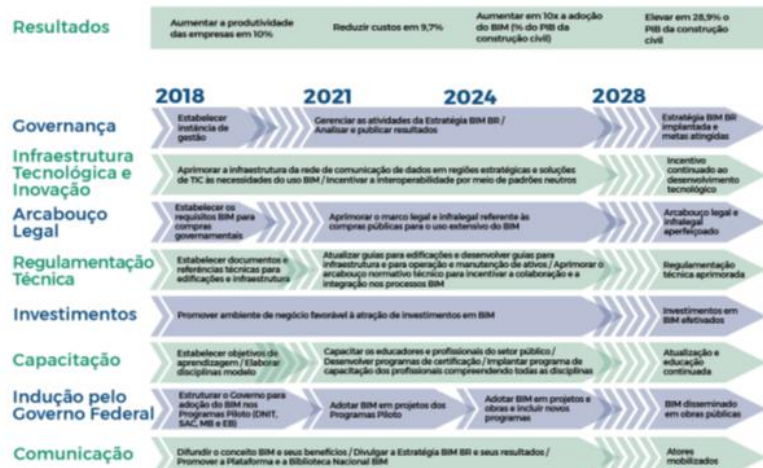 Resultados
Aumentar a produtividade
das empresas em 10%
Reduzir custos em 9,7%
Aumentar em 10x a adoção
do BIM (% do PIB da
construção civil)
Elevar em 28,9% o
PIB da construção
civil
2018
2021
2024
2028
Governança
Estabelecer
instância de
gestão
Gerenciar as atividades da Estratégia BIM BR /
Analisar e publicar resultados
Estratégia BIM BR
implantada e
metas atingidas
Infraestrutura
Tecnológica e
Inovação
Aprimorar a infraestrutura da rede de comunicação de dados em regiões estratégicas e soluções
de TIC às necesidades do uso BIM / Incentivar a interoperabilidade por meio de padrões neutros
Incentivo
continuado ao
desenvolvimento
tecnológico
Arcabouço
Legal
Estabelecer os
requisitos BIM para
compras
governamentais
Aprimorar o marco legal e infralegal referente às
compras públicas para o uso extensivo do BIM
Arcabouço legal e
infralegal
aperfeiçoado
Regulamentação
Técnica
Estabelecer documentos e
referências técnicas para
edificações e infraestrutura
Atualizar guias para edificações e desenvolver guias para
infraestrutura e para operação e manutenção de ativos / Aprimorar o
arcabouço normativo técnico para incentivar a colaboração e a
integração nos processos BIM
Regulamentação
técnica aprimorada
Investimentos
Promover ambiente de negócio favorável à atração de investimentos em BIM
Investimentos em
BIM efetivados
Capacitação
Estabelecer objetivos de
aprendizagem / Elaborar
disciplinas modelo
Capacitar os educadores e profissionais do setor público /
Desenvolver programas de certificação / Implantar programa de
capacitação dos profissionais compreendendo todas as disciplinas
Atualização e
educação
continuada
Indução pelo
Governo Federal
Estruturar o Governo para
adoção do BIM nos
Programas Piloto (DNIT,
SAC, MB e EB)
Adotar BIM em projetos dos
Programas Piloto
Adotar BIM em projetos e
obras e incluir novos
programas
BIM disseminado
em obras públicas
Comunicação
Difundir o conceito BIM e seus benefícios / Divulgar a Estratégia BIM BR e seus resultados /
Promover a Plataforma e a Biblioteca Nacional BIM
Atores
mobilizados